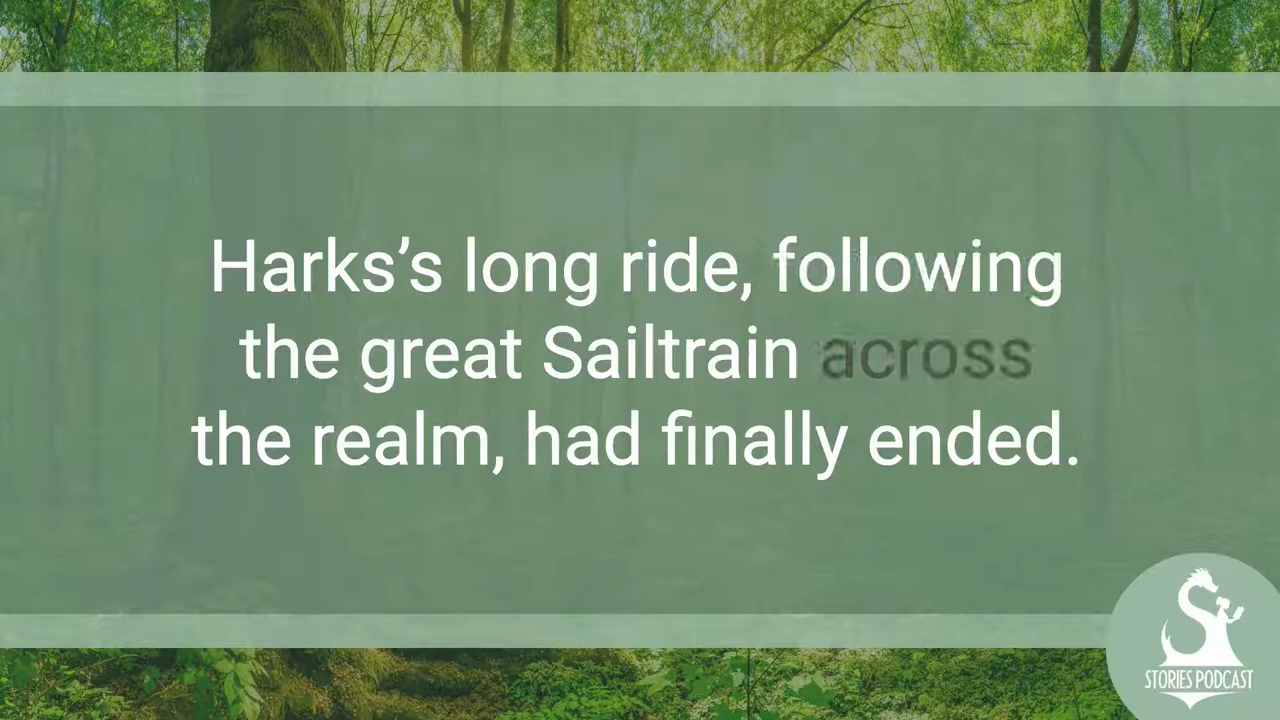 Harks’s long ride, following
the great Sailtrain across
the realm, had finally ended.
STORIES PODCAST